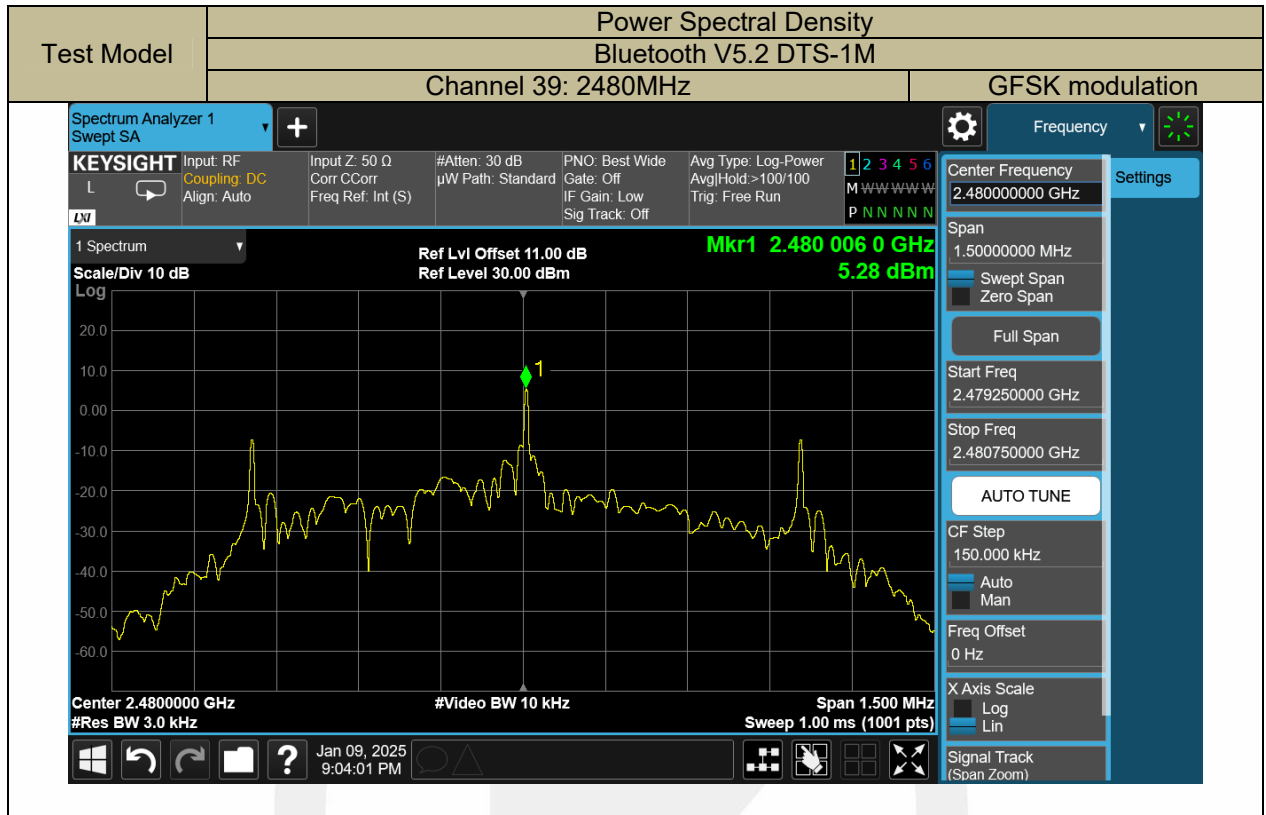 Test Model
Power Spectral Density
Bluetooth V5.2 DTS-1M
Channel 39: 2480MHz
GFSK modulation
Spectrum Analyzer 1
Swept SA
Frequency
KEYSIGHT
L
LXI
Input: RF
Coupling: DC
Align: Auto
Input Z: 50 Ω
Corr CCorr
Freq Ref: Int (S)
#Atten: 30 dB
µW Path: Standard
PNO: Best Wide
Gate: Off
IF Gain: Low
Sig Track: Off
Avg Type: Log-Power
Avg|Hold:>100/100
Trig: Free Run
1 2 3 4 5 6
M W W W W W
P N N N N N
1 Spectrum
Scale/Div 10 dB
Ref Lvl Offset 11.00 dB
Ref Level 30.00 dBm
Mkr1 2.480 006 0 GHz
5.28 dBm
Log
20.0
10.0
0.00
-10.0
-20.0
-30.0
-40.0
-50.0
-60.0
1
Center 2.4800000 GHz
#Res BW 3.0 kHz
#Video BW 10 kHz
Span 1.500 MHz
Sweep 1.00 ms (1001 pts)
Jan 09, 2025
9:04:01 PM
Center Frequency
2.480000000 GHz
Settings
Span
1.50000000 MHz
Swept Span
Zero Span
Full Span
Start Freq
2.479250000 GHz
Stop Freq
2.480750000 GHz
AUTO TUNE
CF Step
150.000 kHz
Auto
Man
Freq Offset
0 Hz
X Axis Scale
Log
Lin
Signal Track
(Span Zoom)